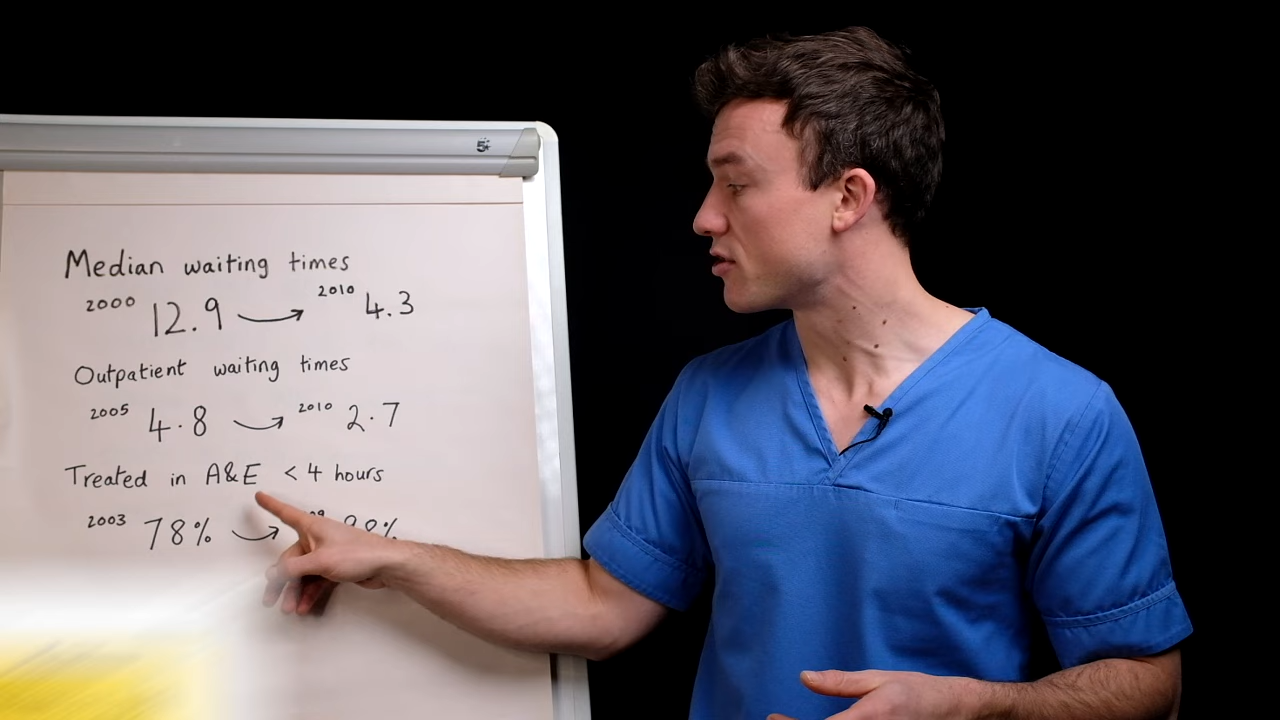 Median waiting times
2000 12.9 → 2010 4.3
Outpatient waiting times
2005 4.8 → 2010 2.7
Treated in A&E < 4 hours
2003 78% →